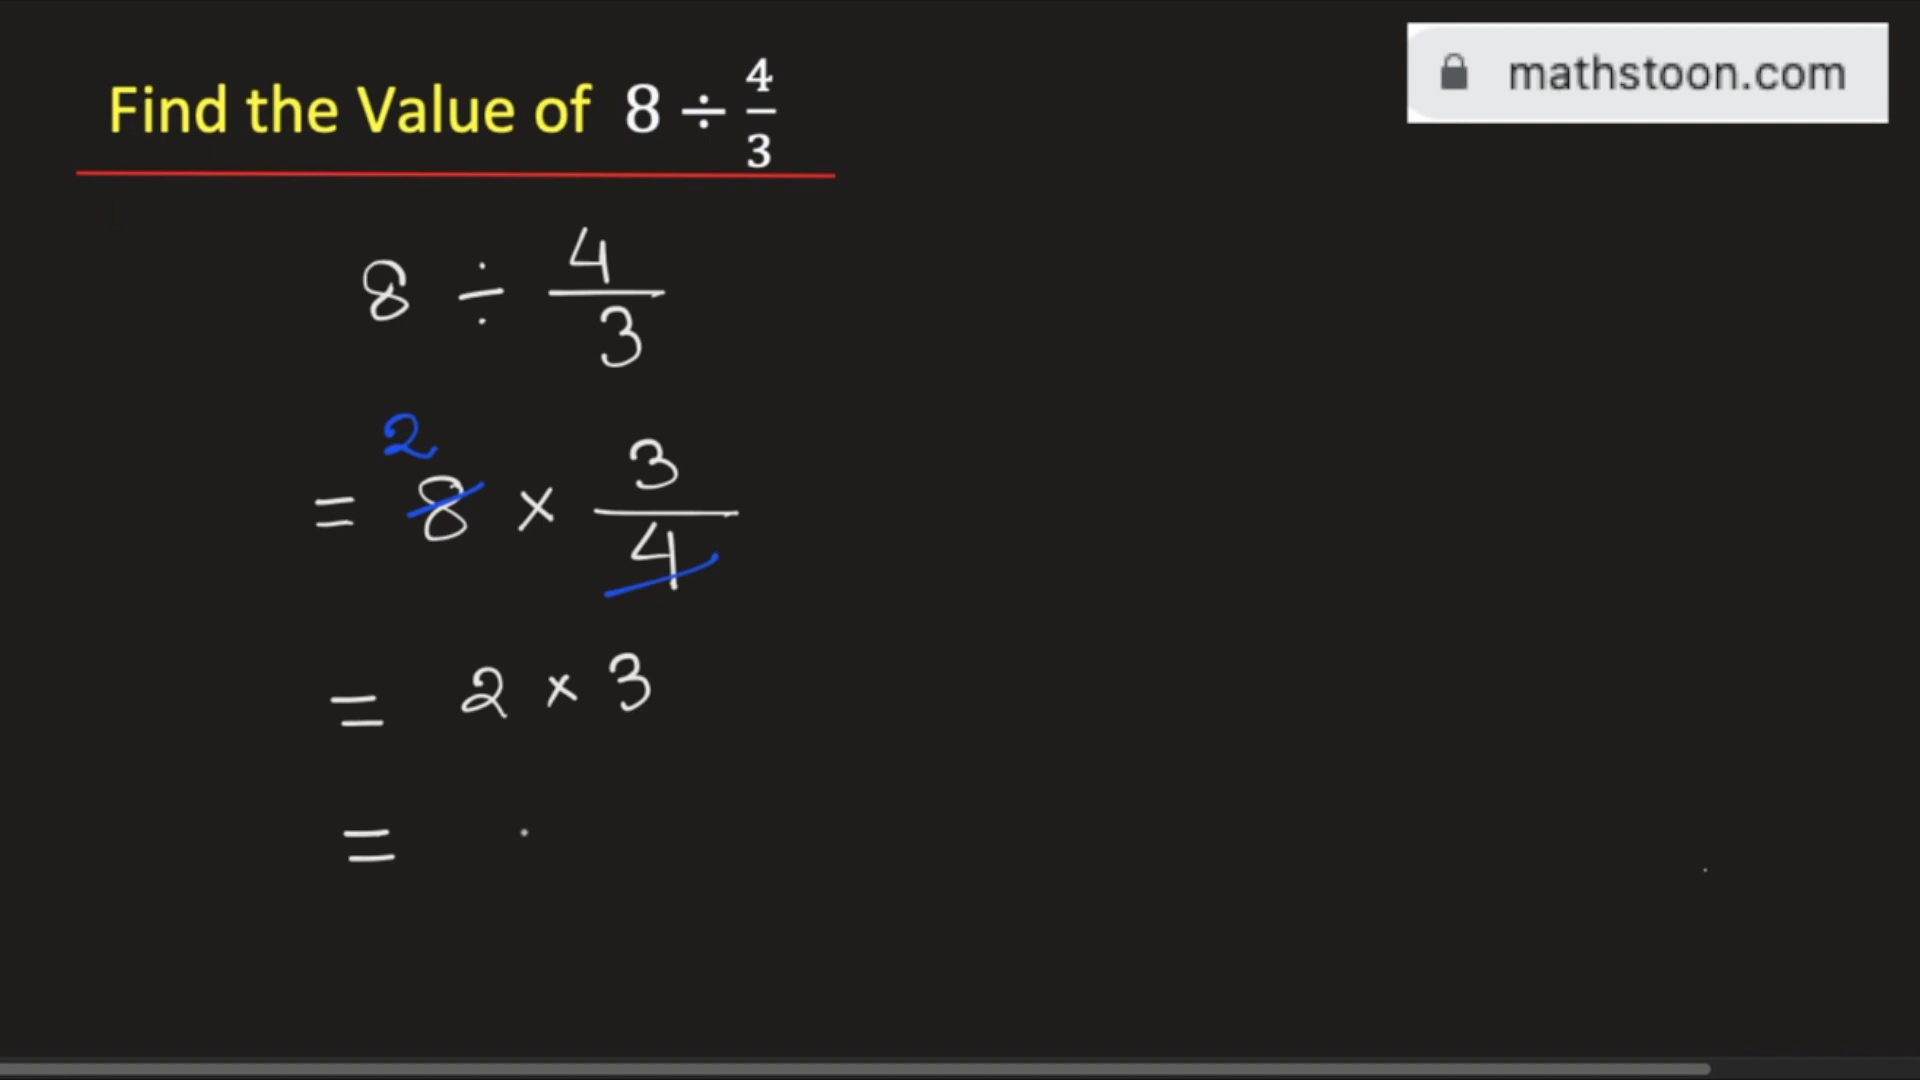 Find the Value of 8 ÷ 4/3
mathstoon.com
8 ÷ 4/3
2
= 8 × 3/4
= 2 × 3
=